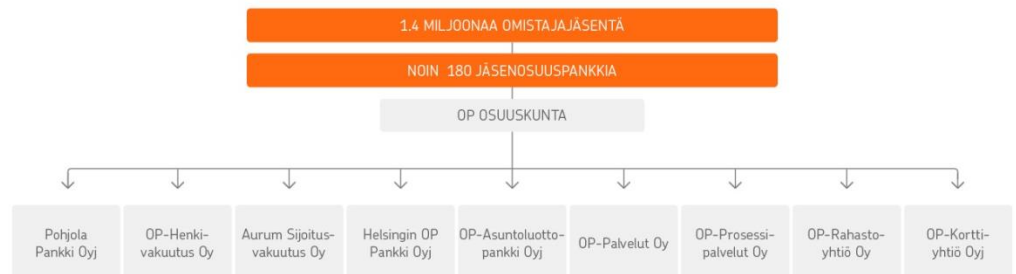 1.4 MILJOONAA OMISTAJAJÄSENTÄ
NOIN 180 JÄSENOSUUSPANKKIA
OP OSUUSKUNTA
Pohjola
Pankki Oyj
OP-Henki-
vakuutus Oy
Aurum Sijoitus-
vakuutus Oy
Helsingin OP
Pankki Oyj
OP-Asuntoluotto-
pankki Oyj
OP-Palvelut Oy
OP-Prosessi-
palvelut Oy
OP-Rahasto-
yhtiö Oy
OP-Kortti-
yhtiö Oyj